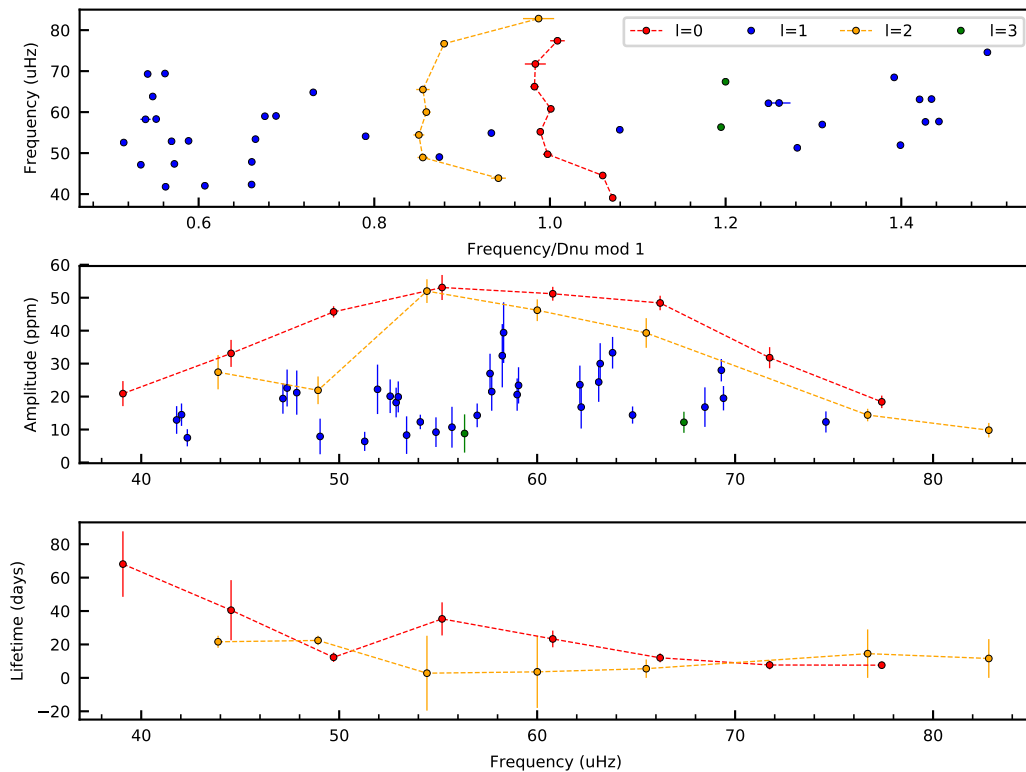 80
70
60
50
40
Frequency (uHz)
l=0 l=1 l=2 l=3
0.6 0.8 1.0 1.2 1.4
Frequency/Dnu mod 1
60
50
40
30
20
10
0
Amplitude (ppm)
40 50 60 70 80
80
60
40
20
0
−20
Lifetime (days)
40 50 60 70 80
Frequency (uHz)